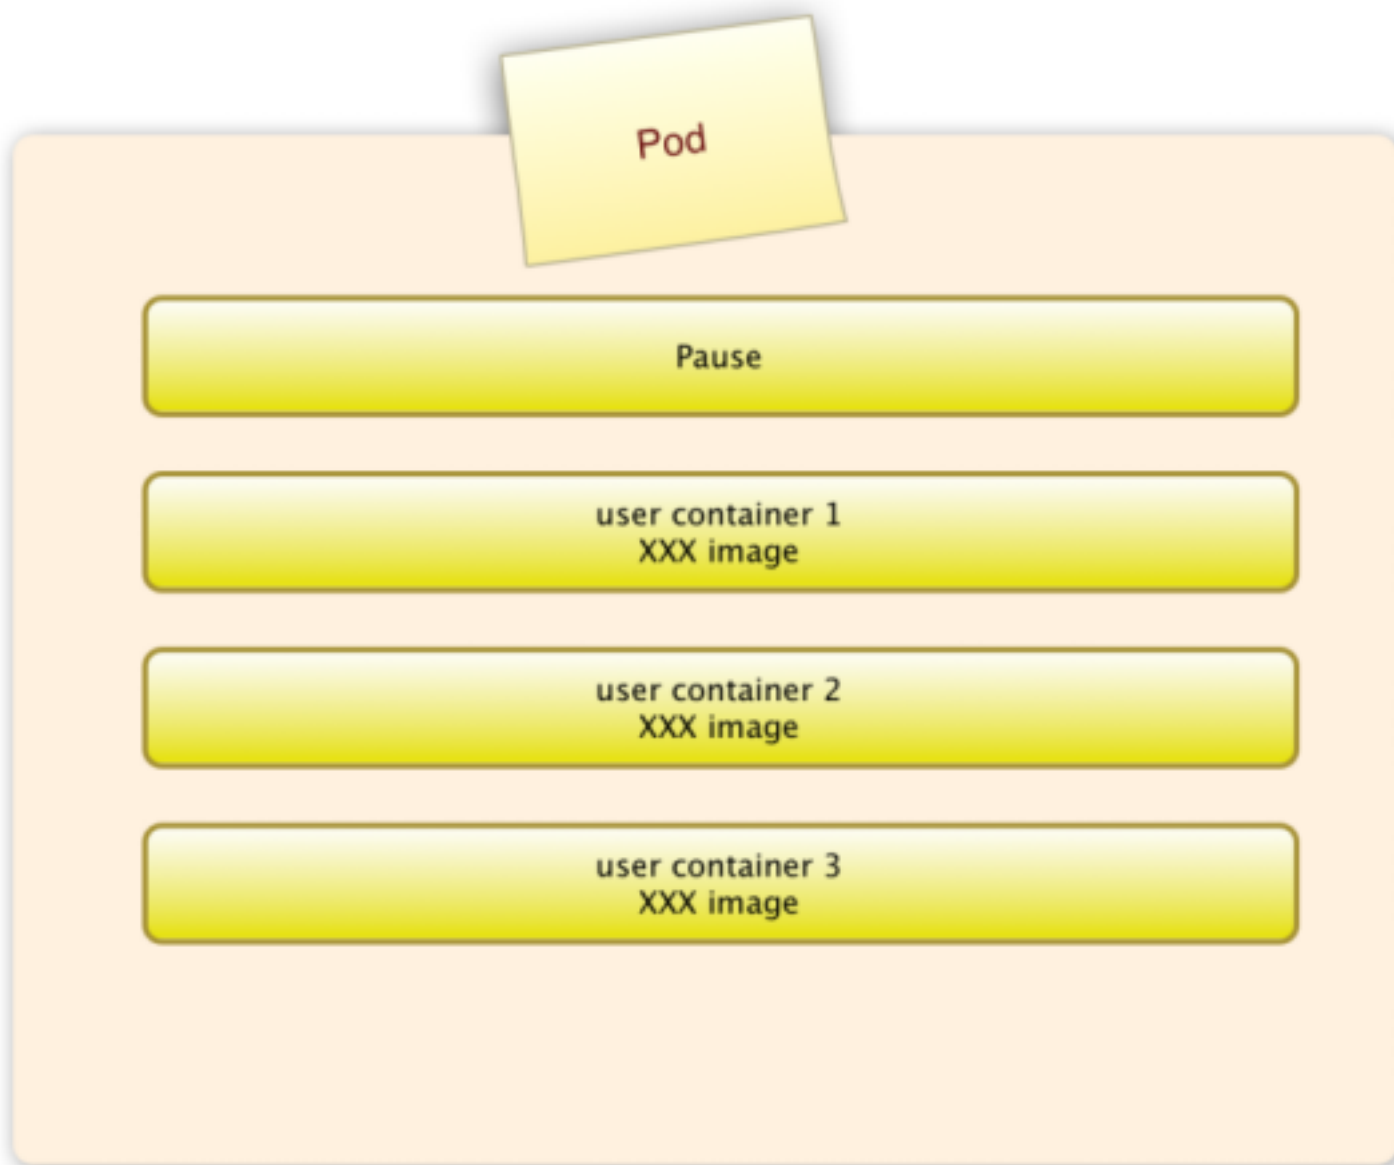 Pod
Pause
user container 1
XXX image
user container 2
XXX image
user container 3
XXX image